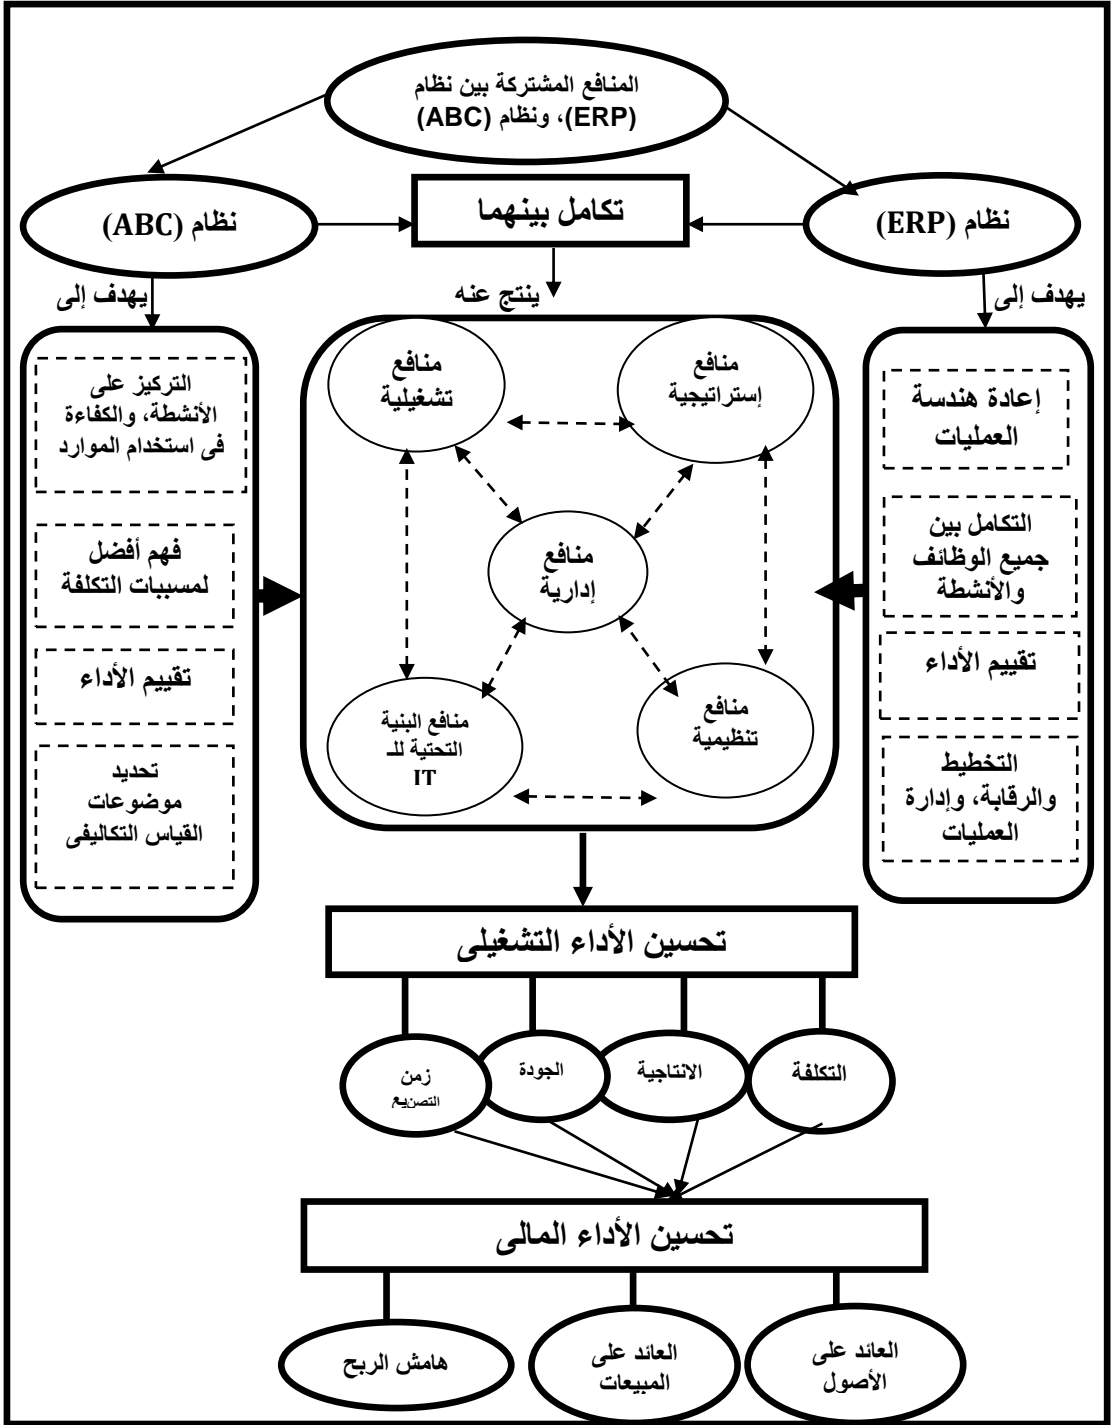 المنافع المشتركة بين نظام
(ERP)، ونظام (ABC)
نظام (ERP)
تكامل بينهما
نظام (ABC)
يهدف إلى
ينتج عنه
يهدف إلى
إعادة هندسة
العمليات
التكامل بين
جميع الوظائف
والأنشطة
تقييم الأداء
التخطيط
والرقابة، وإدارة
العمليات
منافع
إستراتيجية
منافع
تشغيلية
منافع
إدارية
منافع
تنظيمية
منافع البنية
التحتية للـ
IT
التركيز على
الأنشطة، والكفاءة
فى استخدام الموارد
فهم أفضل
لمسببات التكلفة
تقييم الأداء
تحديد
موضوعات
القياس التكاليفى
تحسين الأداء التشغيلى
التكلفة
الانتاجية
الجودة
زمن
التصنيع
تحسين الأداء المالى
العائد على
الأصول
العائد على
المبيعات
هامش الربح